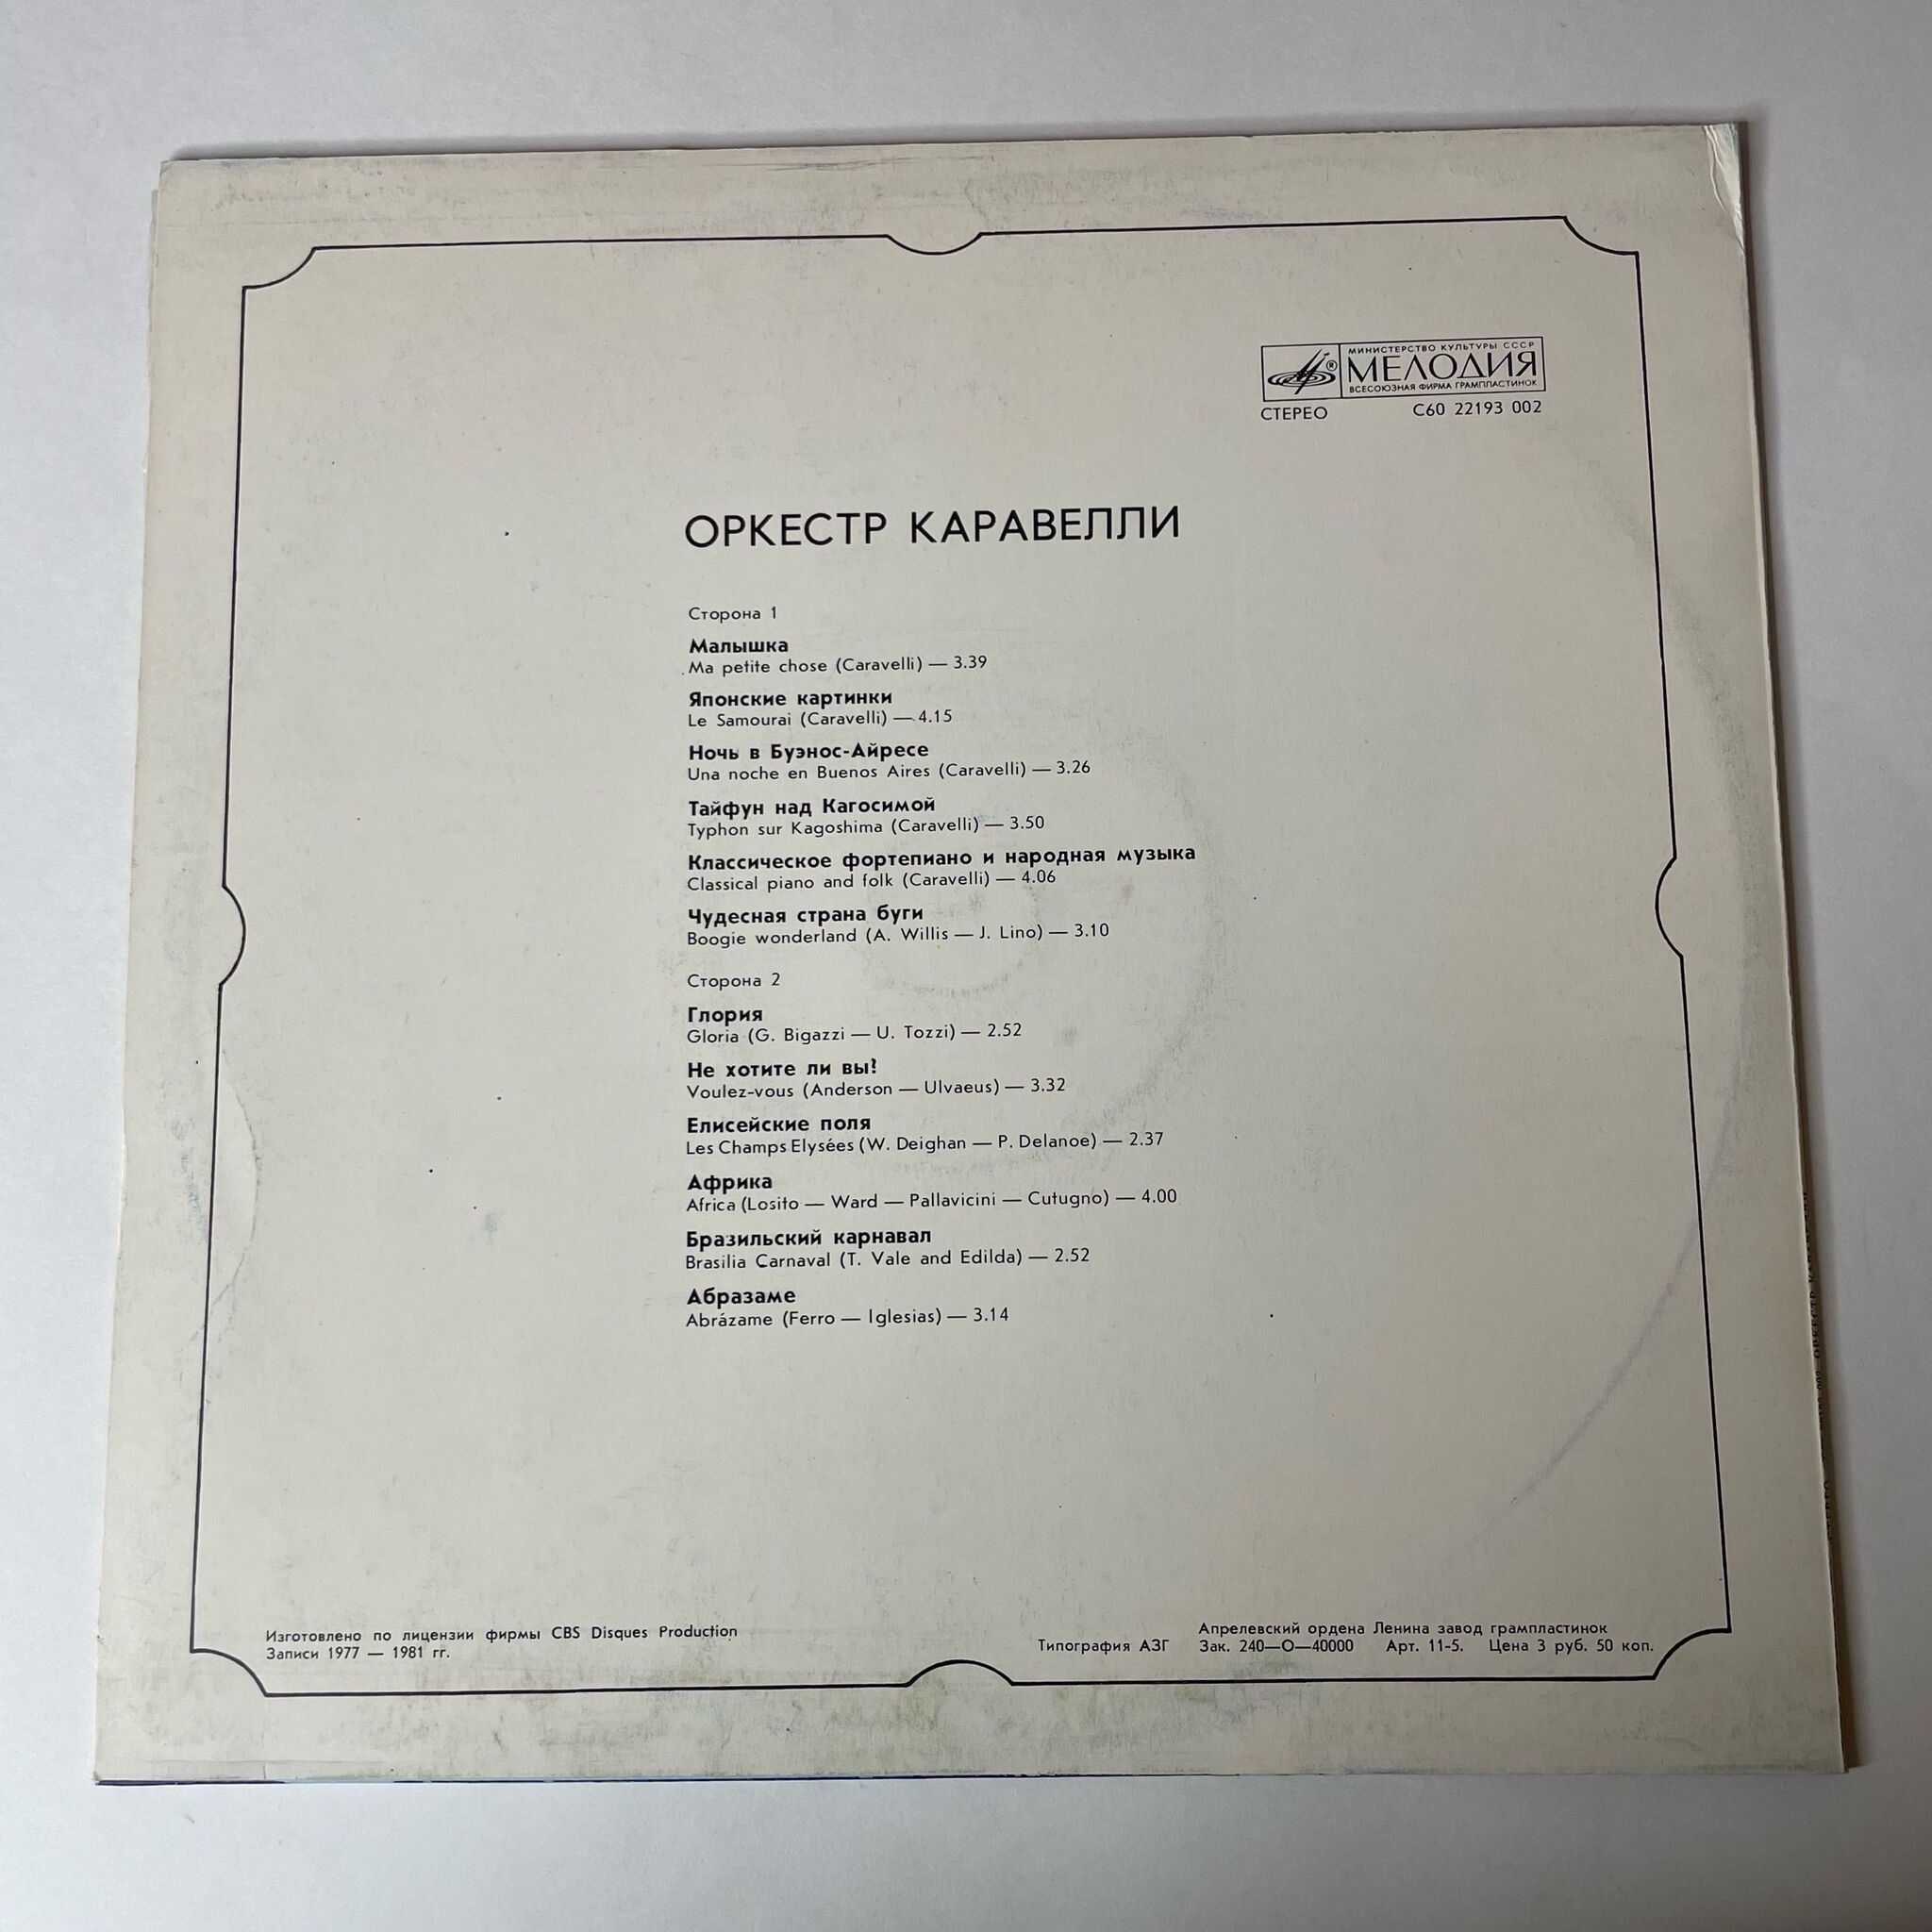 МИНИСТЕРСТВО КУЛЬТУРЫ СССР
МЕЛОДИЯ
ВСЕСОЮЗНАЯ ФИРМА ГРАМПЛАСТИНОК
СТЕРЕО С60 22193 002
ОРКЕСТР КАРАВЕЛЛИ
Сторона 1
Малышка
Ma petite chose (Caravelli) — 3.39
Японские картинки
Le Samourai (Caravelli) — 4.15
Ночь в Буэнос-Айресе
Una noche en Buenos Aires (Caravelli) — 3.26
Тайфун над Кагосимой
Typhon sur Kagoshima (Caravelli) — 3.50
Классическое фортепиано и народная музыка
Classical piano and folk (Caravelli) — 4.06
Чудесная страна буги
Boogie wonderland (A. Willis — J. Lino) — 3.10
Сторона 2
Глория
Gloria (G. Bigazzi — U. Tozzi) — 2.52
Не хотите ли вы?
Voulez-vous (Anderson — Ulvaeus) — 3.32
Елисейские поля
Les Champs Elysées (W. Deighan — P. Delanoe) — 2.37
Африка
Africa (Losito — Ward — Pallavicini — Cutugno) — 4.00
Бразильский карнавал
Brasilia Carnaval (T. Vale and Edilda) — 2.52
Абразаме
Abrázame (Ferro — Iglesias) — 3.14
Изготовлено по лицензии фирмы CBS Disques Production
Записи 1977 — 1981 гг.
Апрелевский ордена Ленина завод грампластинок
Типография АЗГ Зак. 240—О—40000 Арт. 11-5. Цена 3 руб. 50 коп.